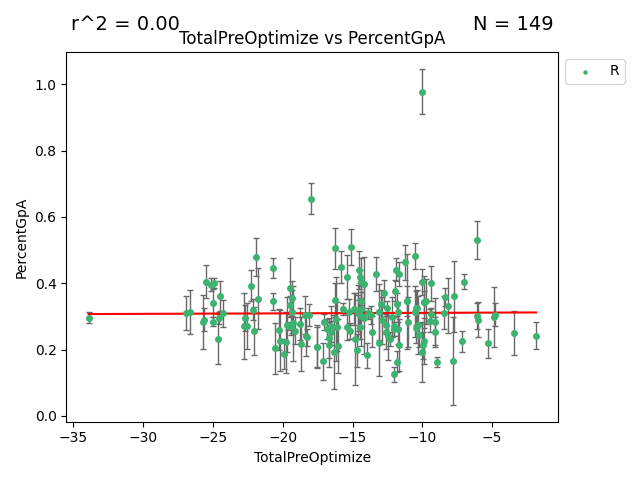 r^2 = 0.00
N = 149
TotalPreOptimize vs PercentGpA
R
1.0
0.8
0.6
0.4
0.2
0.0
PercentGpA
−35
−30
−25
−20
−15
−10
−5
TotalPreOptimize